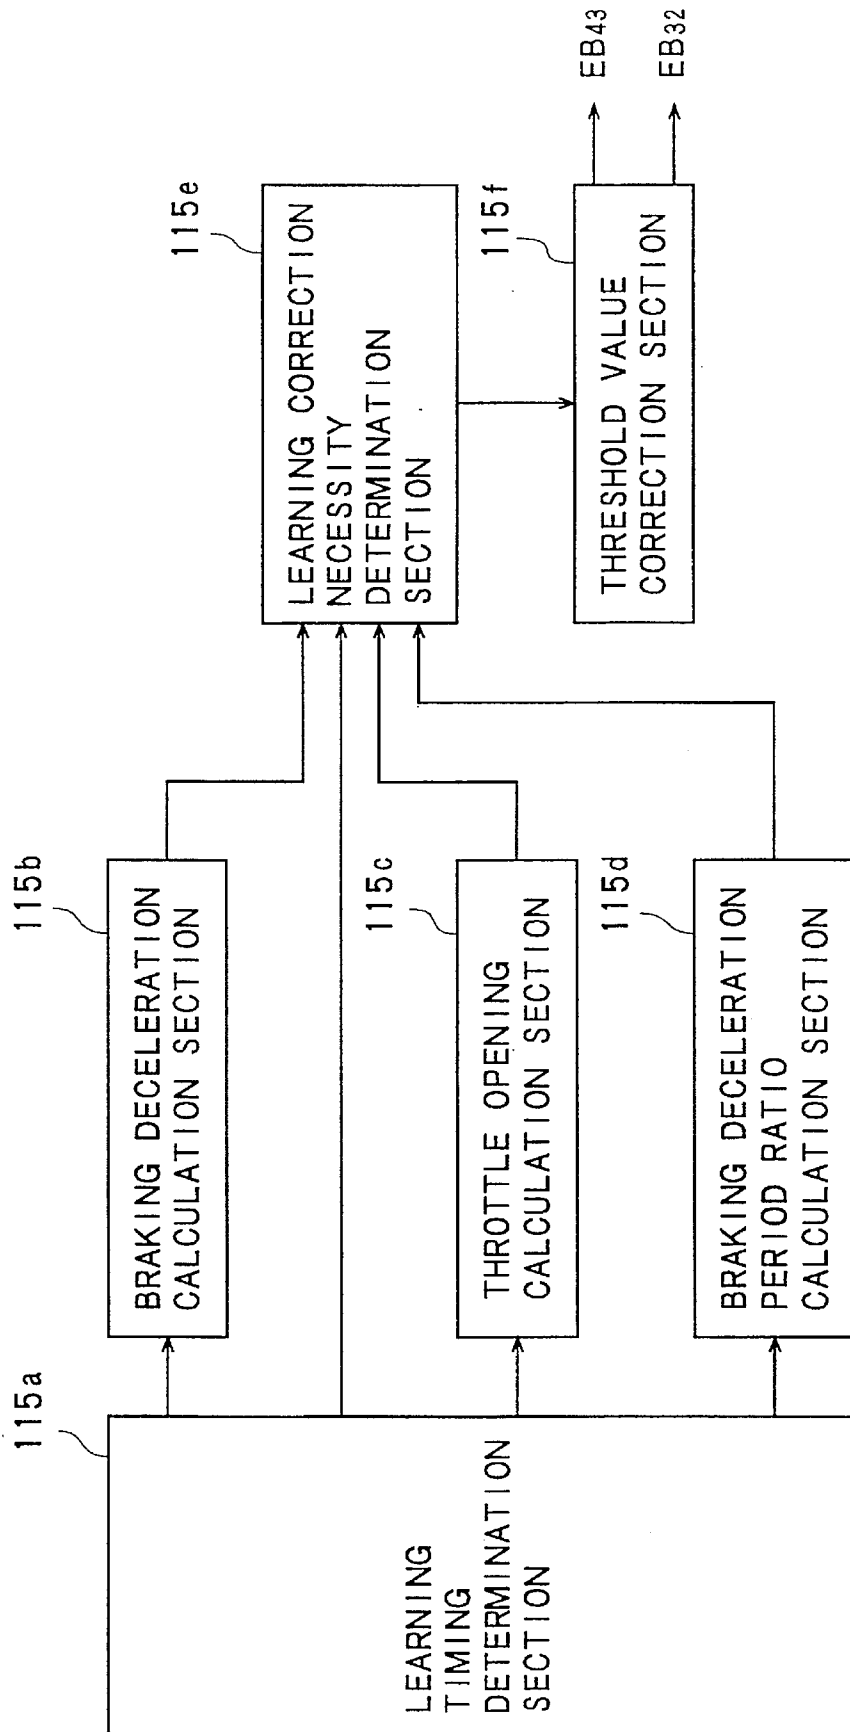 115a
LEARNING
TIMING
DETERMINATION
SECTION
115b
BRAKING DECELERATION
CALCULATION SECTION
115c
THROTTLE OPENING
CALCULATION SECTION
115d
BRAKING DECELERATION
PERIOD RATIO
CALCULATION SECTION
115e
LEARNING CORRECTION
NECESSITY
DETERMINATION
SECTION
115f
THRESHOLD VALUE
CORRECTION SECTION
EB43
EB32